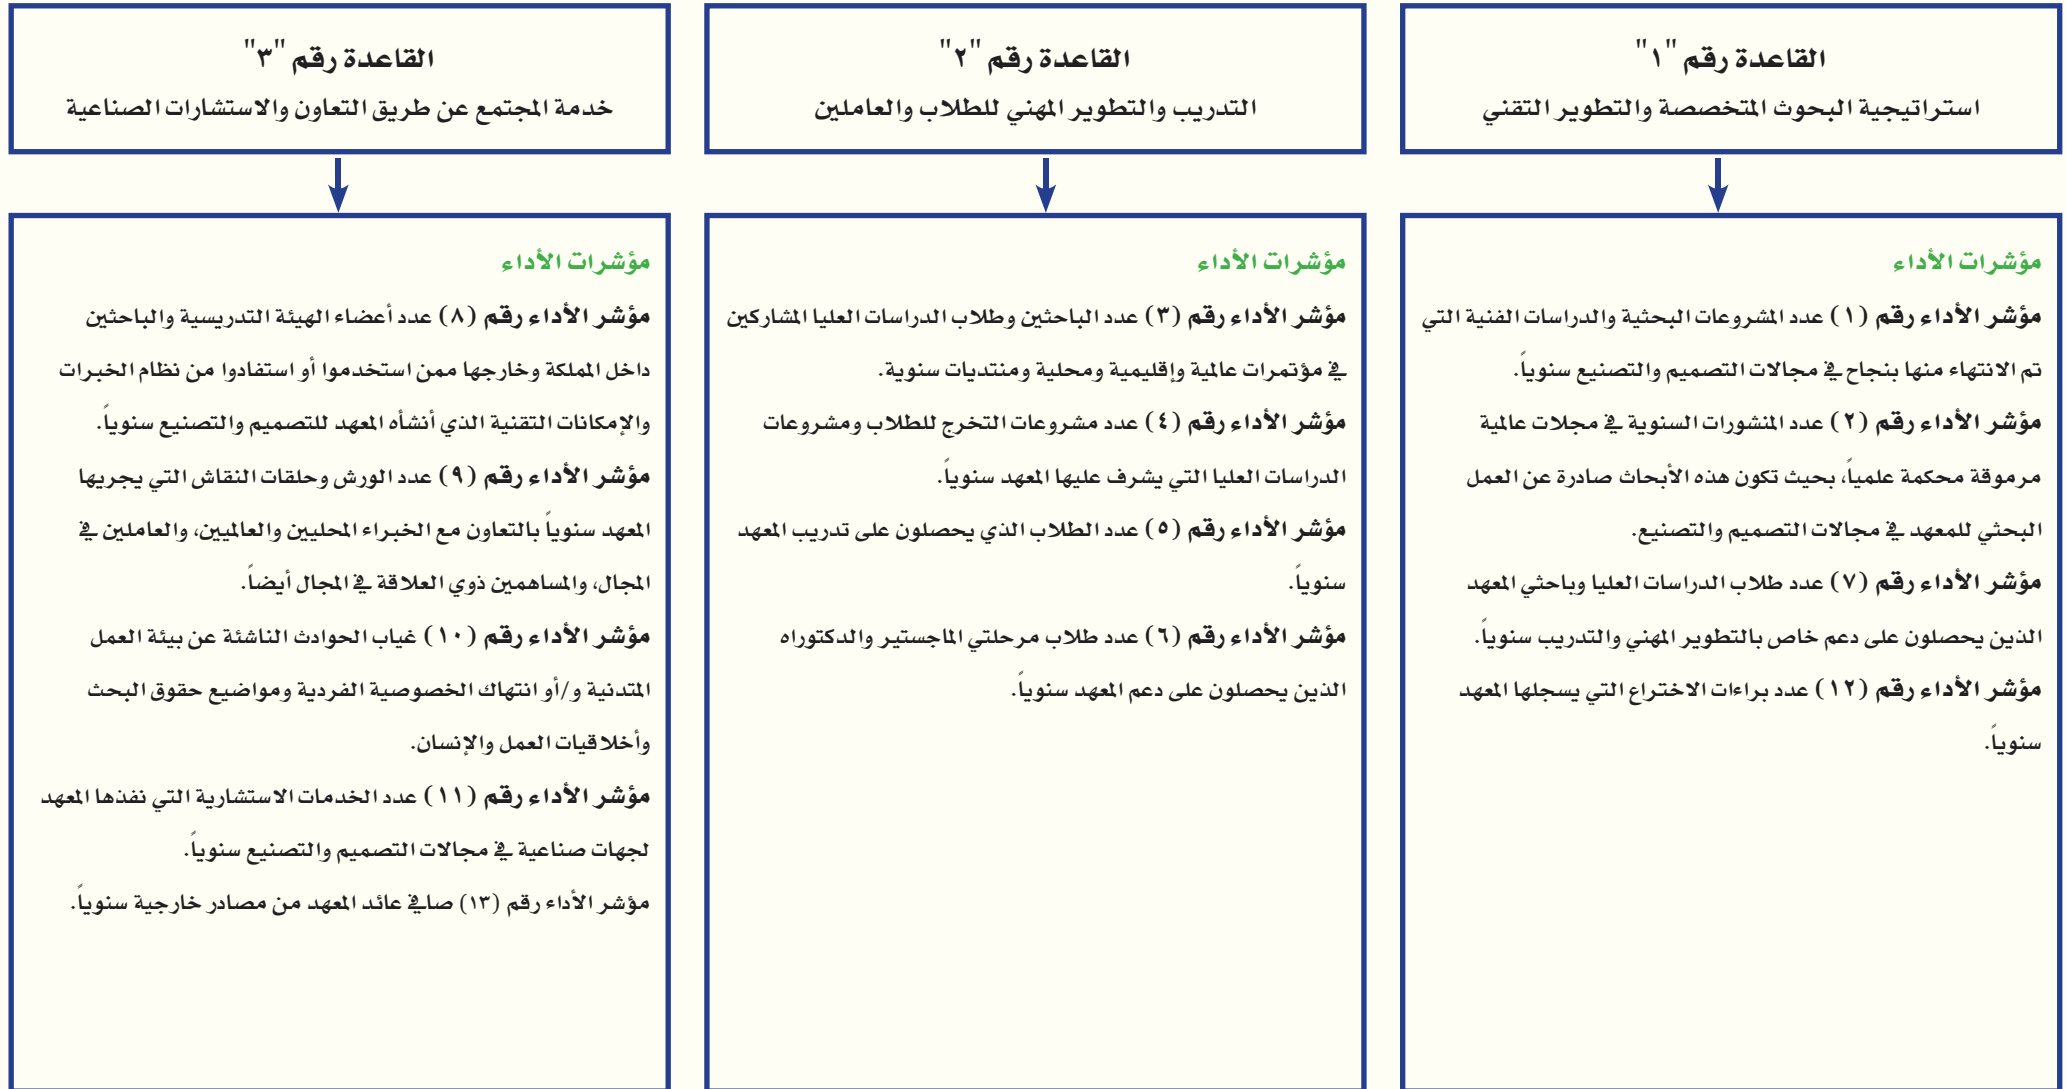 القاعدة رقم "١"
استراتيجية البحوث المتخصصة والتطوير التقني
مؤشرات الأداء
مؤشر الأداء رقم (١) عدد المشروعات البحثية والدراسات الفنية التي
تم الانتهاء منها بنجاح في مجالات التصميم والتصنيع سنوياً.
مؤشر الأداء رقم (٢) عدد المنشورات السنوية في مجلات عالمية
مرموقة محكمة علمياً، بحيث تكون هذه الأبحاث صادرة عن العمل
البحثي للمعهد في مجالات التصميم والتصنيع.
مؤشر الأداء رقم (٧) عدد طلاب الدراسات العليا وباحثي المعهد
الذين يحصلون على دعم خاص بالتطوير المهني والتدريب سنوياً.
مؤشر الأداء رقم (١٢) عدد براءات الاختراع التي يسجلها المعهد
سنوياً.
القاعدة رقم "٢"
التدريب والتطوير المهني للطلاب والعاملين
مؤشرات الأداء
مؤشر الأداء رقم (٣) عدد الباحثين وطلاب الدراسات العليا المشاركين
في مؤتمرات عالمية وإقليمية ومحلية ومنتديات سنوية.
مؤشر الأداء رقم (٤) عدد مشروعات التخرج للطلاب ومشروعات
الدراسات العليا التي يشرف عليها المعهد سنوياً.
مؤشر الأداء رقم (٥) عدد الطلاب الذي يحصلون على تدريب المعهد
سنوياً.
مؤشر الأداء رقم (٦) عدد طلاب مرحلتي الماجستير والدكتوراه
الذين يحصلون على دعم المعهد سنوياً.
القاعدة رقم "٣"
خدمة المجتمع عن طريق التعاون والاستشارات الصناعية
مؤشرات الأداء
مؤشر الأداء رقم (٨) عدد أعضاء الهيئة التدريسية والباحثين
داخل المملكة وخارجها ممن استخدموا أو استفادوا من نظام الخبرات
والإمكانات التقنية الذي أنشأه المعهد للتصميم والتصنيع سنوياً.
مؤشر الأداء رقم (٩) عدد الورش وحلقات النقاش التي يجريها
المعهد سنوياً بالتعاون مع الخبراء المحليين والعالميين، والعاملين في
المجال، والمساهمين ذوي العلاقة في المجال أيضاً.
مؤشر الأداء رقم (١٠) غياب الحوادث الناشئة عن بيئة العمل
المتدنية و/أو انتهاك الخصوصية الفردية ومواضيع حقوق البحث
وأخلاقيات العمل والإنسان.
مؤشر الأداء رقم (١١) عدد الخدمات الاستشارية التي نفذها المعهد
لجهات صناعية في مجالات التصميم والتصنيع سنوياً.
مؤشر الأداء رقم (١٣) صافي عائد المعهد من مصادر خارجية سنوياً.